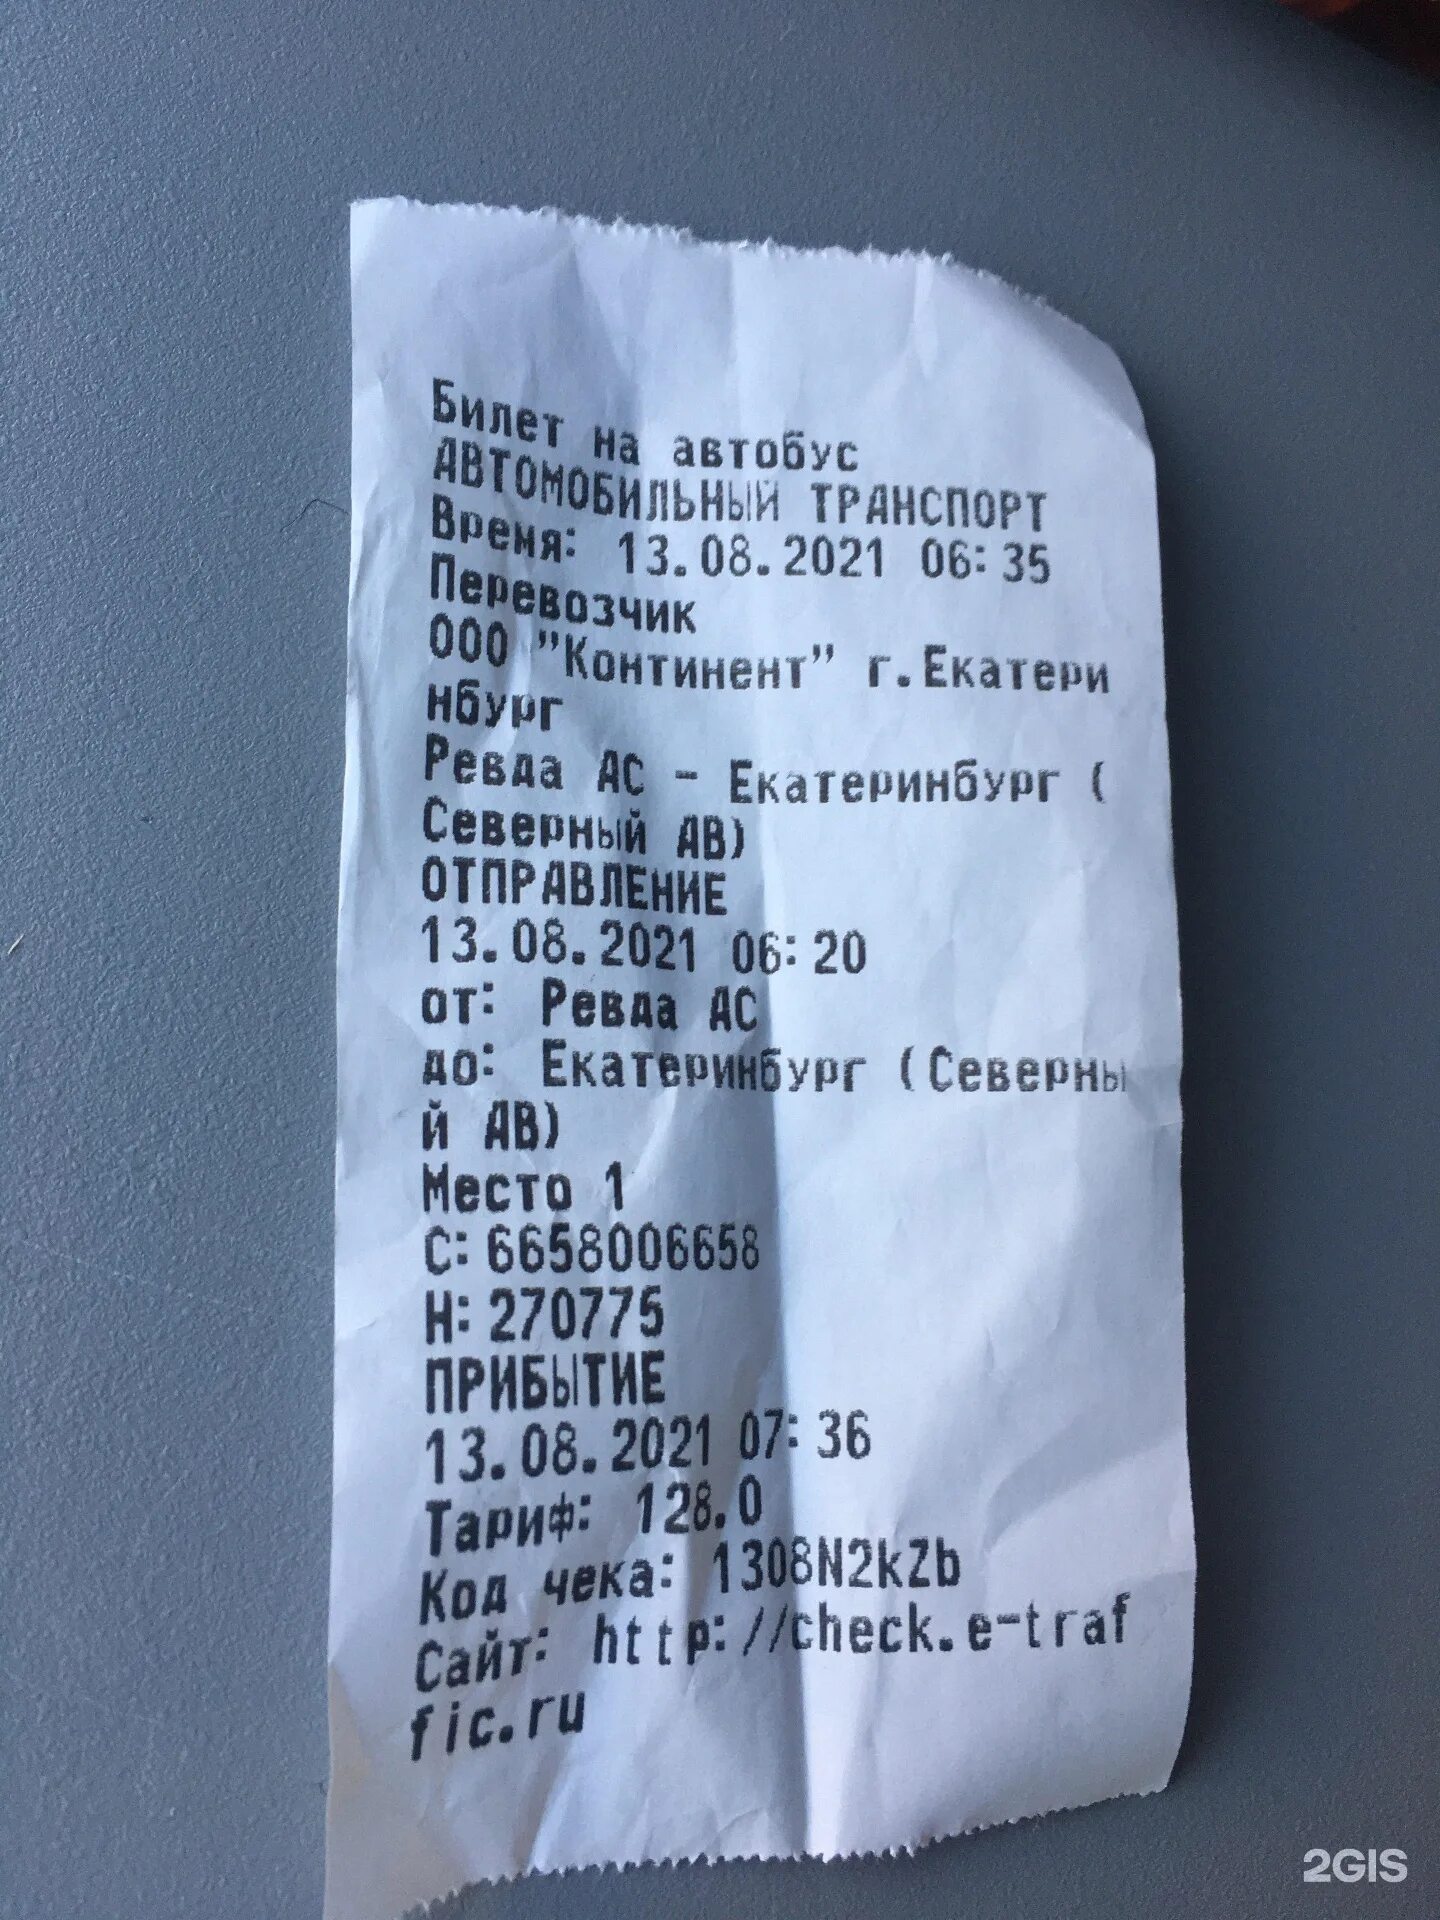 Билет на автобус
АВТОМОБИЛЬНЫЙ ТРАНСПОРТ
Время: 13.08.2021 06:35
Перевозчик
ООО "Континент" г.Екатери
нбург
Ревда АС - Екатеринбург (
Северный АВ)
ОТПРАВЛЕНИЕ
13.08.2021 06:20
от: Ревда АС
до: Екатеринбург (Северны
й АВ)
Место 1
С:6658006658
Н:270775
ПРИБЫТИЕ
13.08.2021 07:36
Тариф: 128.0
Код чека: 1308N2kZb
Сайт: http://check.e-traf
fic.ru
2GIS